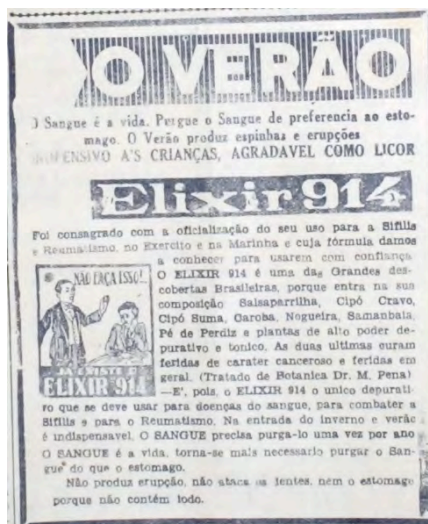 O VERÃO
O Sangue é a vida. Pergue o Sangue de preferencia ao esto-
mago. O Verão produz espinhas e erupções
INOFENSIVO A'S CRIANÇAS, AGRADAVEL COMO LICOR
Elixir 914
Foi consagrado com a oficialização do seu uso para a Sifilis
e Reumatismo, no Exercito e na Marinha e cuja fórmula damos
a conhecer para usarem com confiança
O ELIXIR 914 é uma das Grandes des-
cobertas Brasileiras, porque entra na sua
composição Salsaparrilha, Cipó Cravo,
Cipó Suma, Caroba, Nogueira, Samambaia,
Pé de Perdiz e plantas de alto poder de-
purativo e tonico. As duas ultimas curam
feridas de carater canceroso e feridas em
geral. (Tratado de Botanica Dr. M. Pena)
—E', pois, o ELIXIR 914 o unico depurati-
vo que se deve usar para doenças do sangue, para combater a
Sifilis e para o Reumatismo. Na entrada do inverno e verão
é indispensavel. O SANGUE precisa purga-lo uma vez por ano
O SANGUE é a vida, torna-se mais necessario purgar o San-
gue do que o estomago.
Não produz erupção, não ataca os dentes, nem o estomago
porque não contém iodo.
NÃO FAÇA ISSO!
JÁ EXISTE O
ELIXIR 914